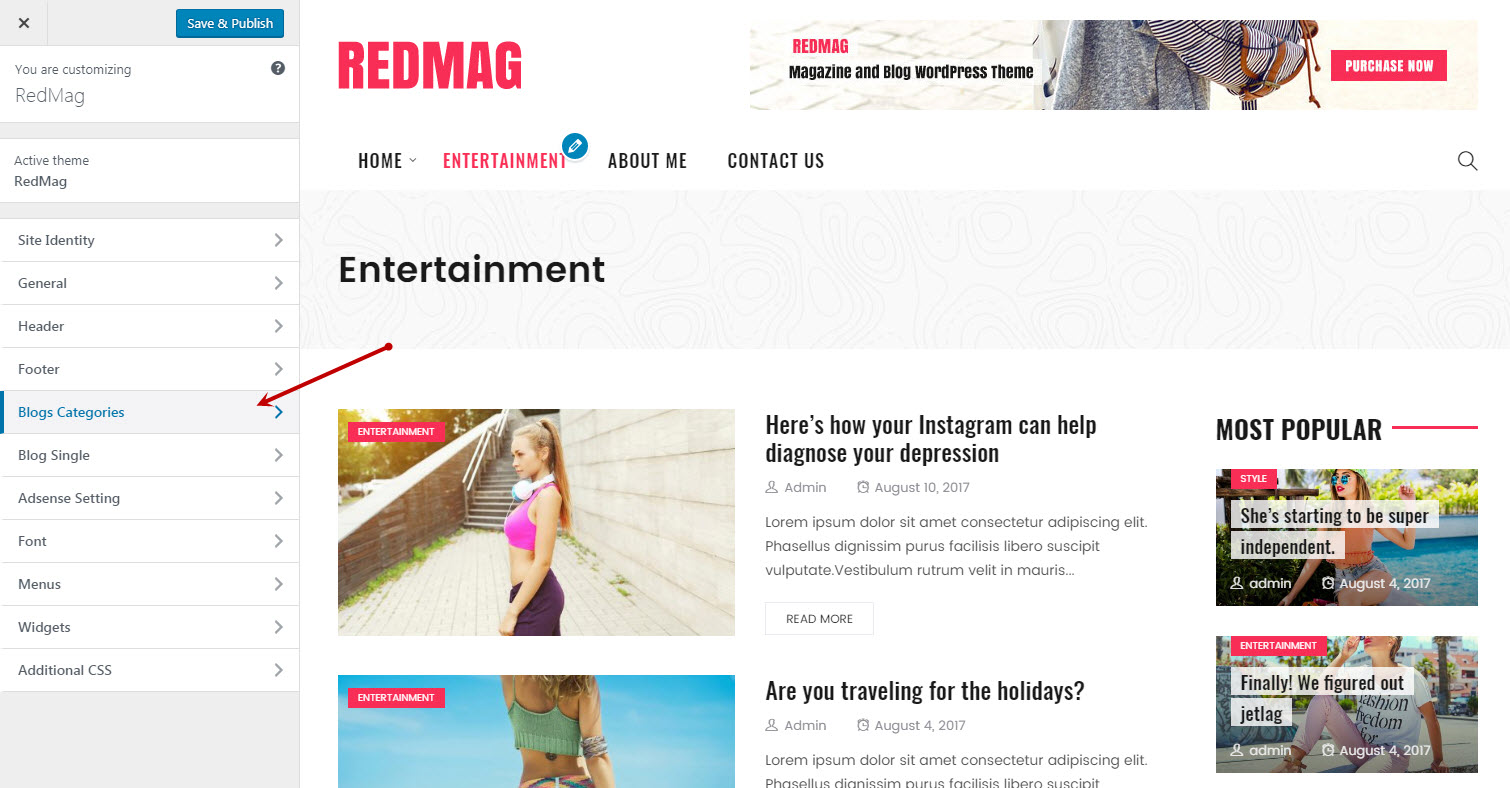 Save & Publish
You are customizing
RedMag
Active theme
RedMag
Site Identity
General
Header
Footer
Blogs Categories
Blog Single
Adsense Setting
Font
Menus
Widgets
Additional CSS
REDMAG
REDMAG
Magazine and Blog WordPress Theme
PURCHASE NOW
HOME
ENTERTAINMENT
ABOUT ME
CONTACT US
Entertainment
ENTERTAINMENT
Here’s how your Instagram can help
diagnose your depression
Admin
August 10, 2017
Lorem ipsum dolor sit amet consectetur adipiscing elit.
Phasellus dignissim purus facilisis libero suscipit
vulputate.Vestibulum rutrum velit in mauris...
READ MORE
ENTERTAINMENT
Are you traveling for the holidays?
Admin
August 4, 2017
Lorem ipsum dolor sit amet consectetur adipiscing elit.
Phasellus dignissim purus facilisis libero suscipit
MOST POPULAR
STYLE
She’s starting to be super
independent.
admin
August 4, 2017
ENTERTAINMENT
Finally! We figured out
jetlag
fashion
freedom
for
admin
August 4, 2017